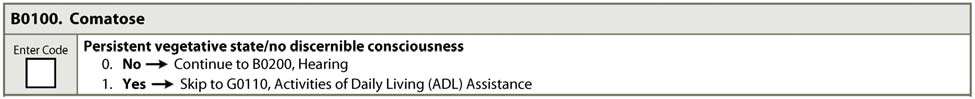 B0100. Comatose
Enter Code
Persistent vegetative state/no discernible consciousness
0. No → Continue to B0200, Hearing
1. Yes → Skip to G0110, Activities of Daily Living (ADL) Assistance